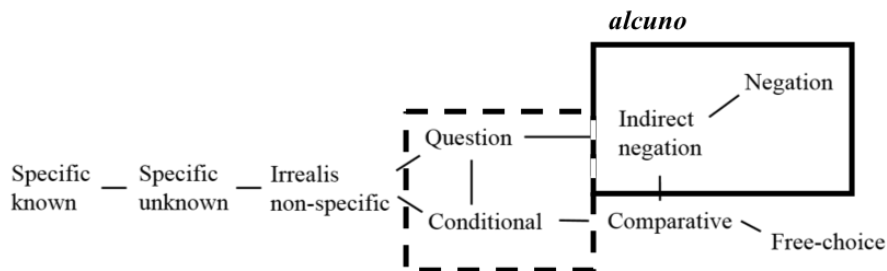 alcuno
Negation
Indirect
negation
Question
Specific
known
Specific
unknown
Irrealis
non-specific
Conditional
Comparative
Free-choice